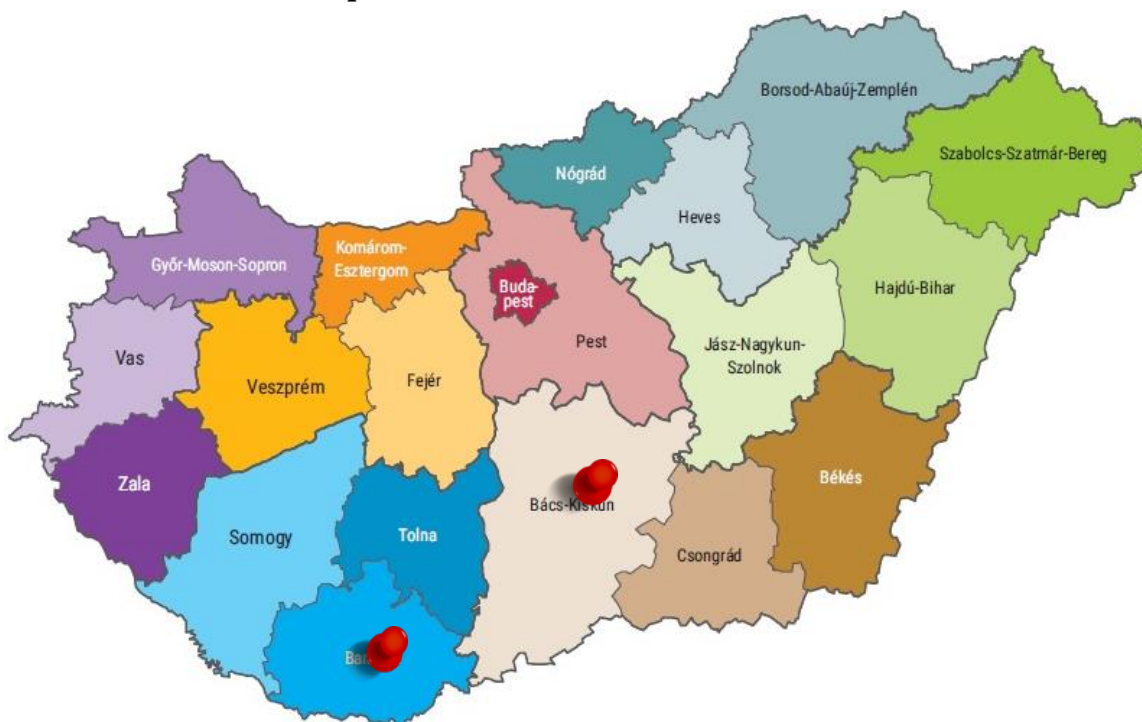 Borsod-Abaúj-Zemplén
Szabolcs-Szatmár-Bereg
Nógrád
Heves
Győr-Moson-Sopron
Komárom-
Esztergom
Buda-
pest
Pest
Hajdú-Bihar
Jász-Nagykun-
Szolnok
Vas
Veszprém
Fejér
Zala
Békés
Bács-Kiskun
Somogy
Tolna
Csongrád